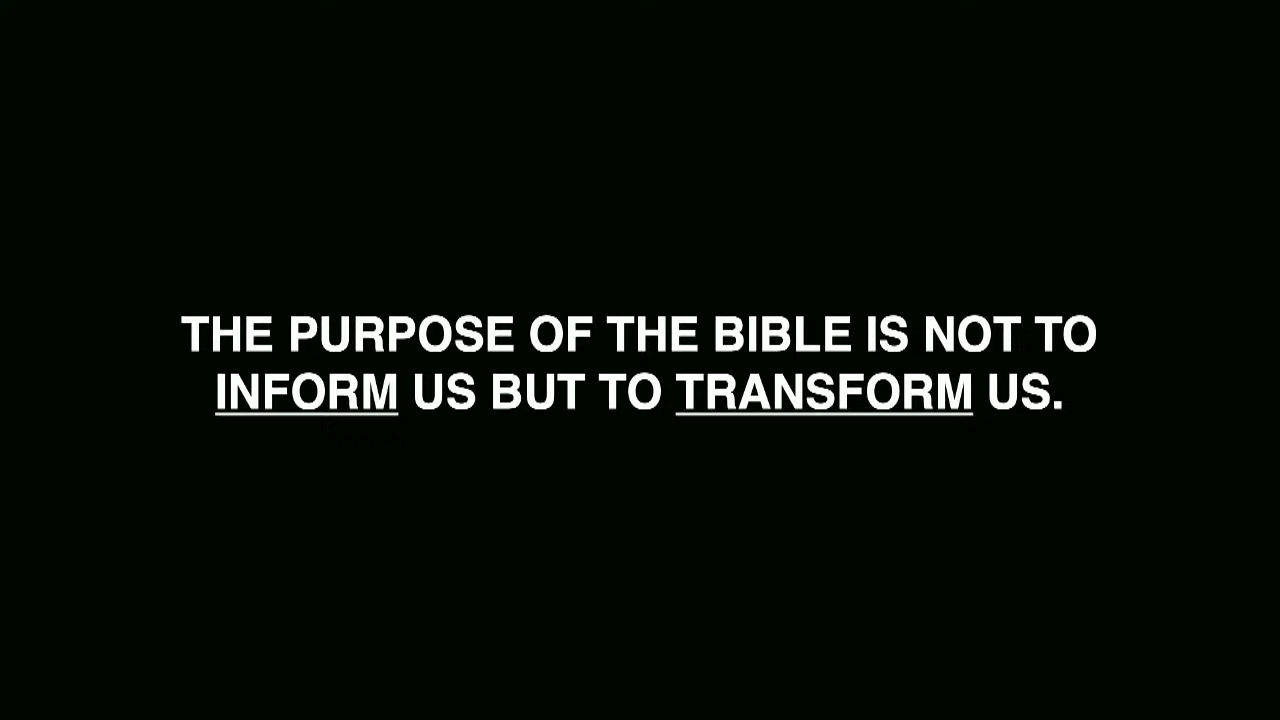 THE PURPOSE OF THE BIBLE IS NOT TO
INFORM US BUT TO TRANSFORM US.